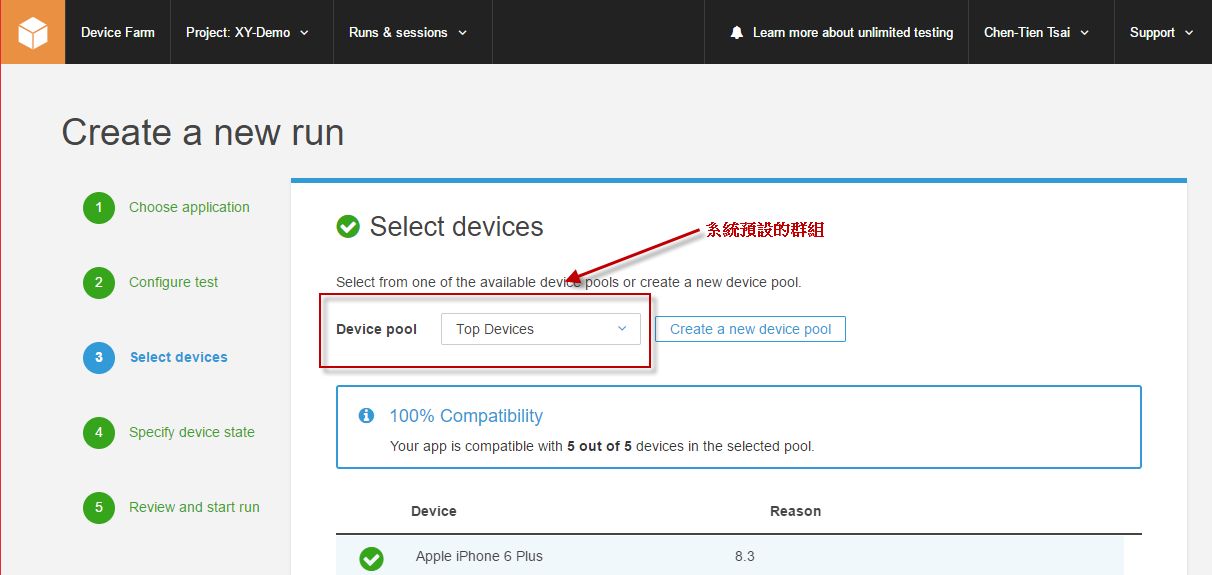 Device Farm Project: XY-Demo Runs & sessions Learn more about unlimited testing Chen-Tien Tsai Support
Create a new run
1 Choose application
2 Configure test
3 Select devices
4 Specify device state
5 Review and start run
Select devices
系統預設的群組
Select from one of the available device pools or create a new device pool.
Device pool Top Devices Create a new device pool
100% Compatibility
Your app is compatible with 5 out of 5 devices in the selected pool.
Device Reason
Apple iPhone 6 Plus 8.3